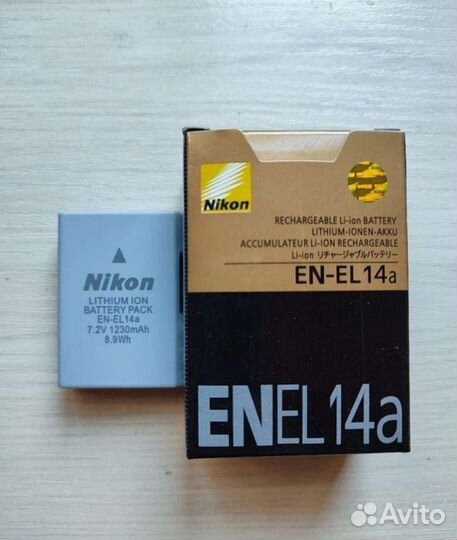 Nikon
LITHIUM ION
BATTERY PACK
EN-EL14a
7.2V 1230mAh
8.9Wh
Nikon
RECHARGEABLE Li-ion BATTERY
LITHIUM-IONEN-AKKU
ACCUMULATEUR Li-ION RECHARGEABLE
Li-ion リチャージャブルバッテリー
EN-EL14a
ENEL14a
Avito